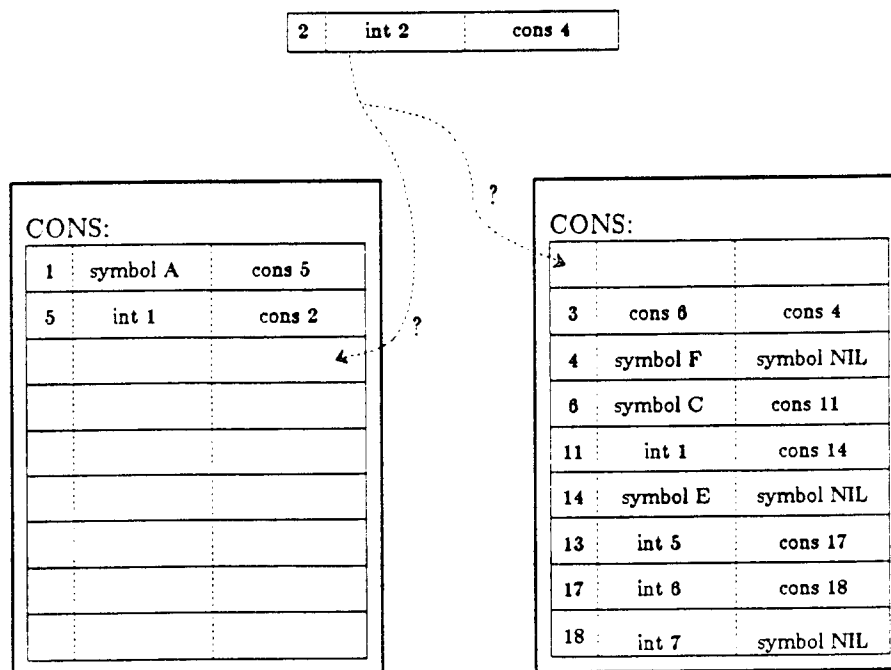 2 int 2 cons 4
?
?
CONS:
1 symbol A cons 5
5 int 1 cons 2
CONS:
3 cons 6 cons 4
4 symbol F symbol NIL
6 symbol C cons 11
11 int 1 cons 14
14 symbol E symbol NIL
13 int 5 cons 17
17 int 6 cons 18
18 int 7 symbol NIL